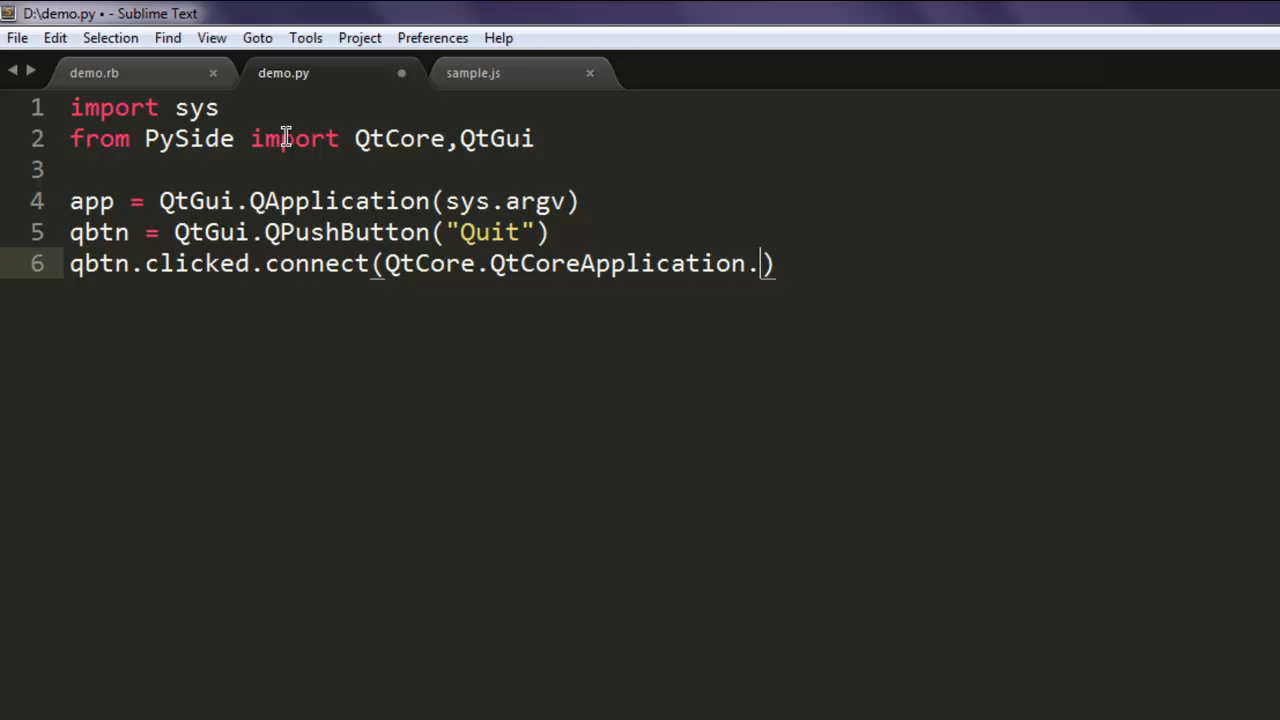 D:\demo.py • - Sublime Text
File Edit Selection Find View Goto Tools Project Preferences Help
demo.rb demo.py sample.js
1 import sys
2 from PySide import QtCore,QtGui
3
4 app = QtGui.QApplication(sys.argv)
5 qbtn = QtGui.QPushButton("Quit")
6 qbtn.clicked.connect(QtCore.QtCoreApplication.)